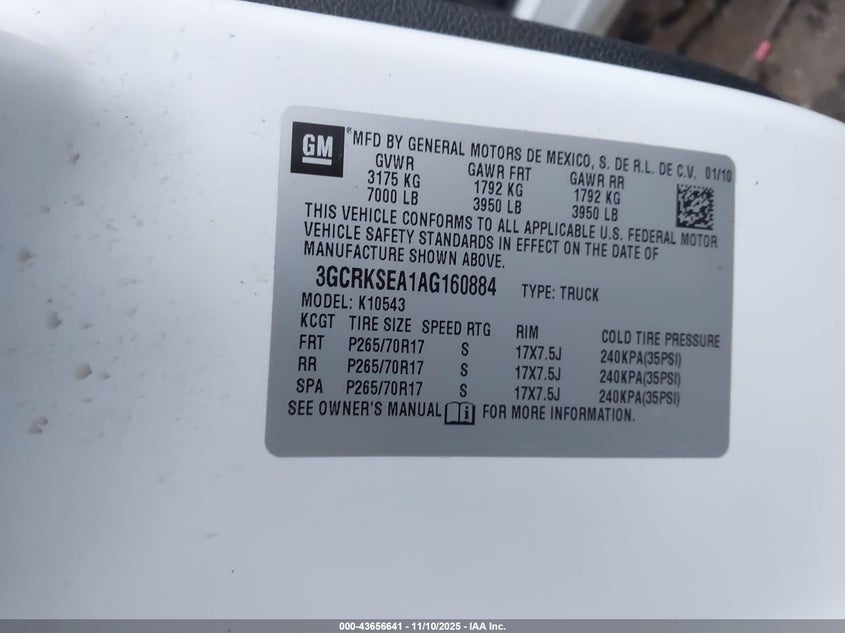 GM
*MFD BY GENERAL MOTORS DE MEXICO, S. DE R.L. DE C.V. 01/10
GVWR GAWR FRT GAWR RR
3175 KG 1792 KG 1792 KG
7000 LB 3950 LB 3950 LB
THIS VEHICLE CONFORMS TO ALL APPLICABLE U.S. FEDERAL MOTOR
VEHICLE SAFETY STANDARDS IN EFFECT ON THE DATE OF
MANUFACTURE SHOWN ABOVE.
3GCRKSEA1AG160884 TYPE: TRUCK
MODEL: K10543
KCGT TIRE SIZE SPEED RTG RIM COLD TIRE PRESSURE
FRT P265/70R17 S 17X7.5J 240KPA(35PSI)
RR P265/70R17 S 17X7.5J 240KPA(35PSI)
SPA P265/70R17 S 17X7.5J 240KPA(35PSI)
SEE OWNER'S MANUAL i FOR MORE INFORMATION.
000-43656641 - 11/10/2025 - IAA Inc.